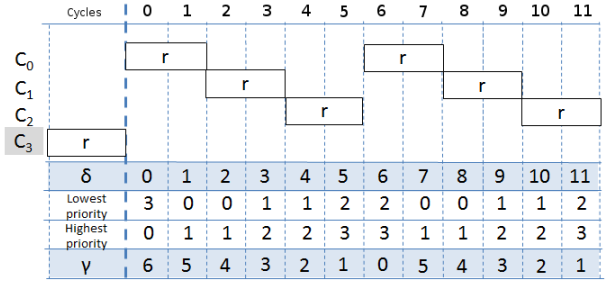 Cycles 0 1 2 3 4 5 6 7 8 9 10 11
C0 r r
C1 r r
C2 r r
C3 r
δ 0 1 2 3 4 5 6 7 8 9 10 11
Lowest priority 3 0 0 1 1 2 2 0 0 1 1 2
Highest priority 0 1 1 2 2 3 3 1 1 2 2 3
γ 6 5 4 3 2 1 0 5 4 3 2 1